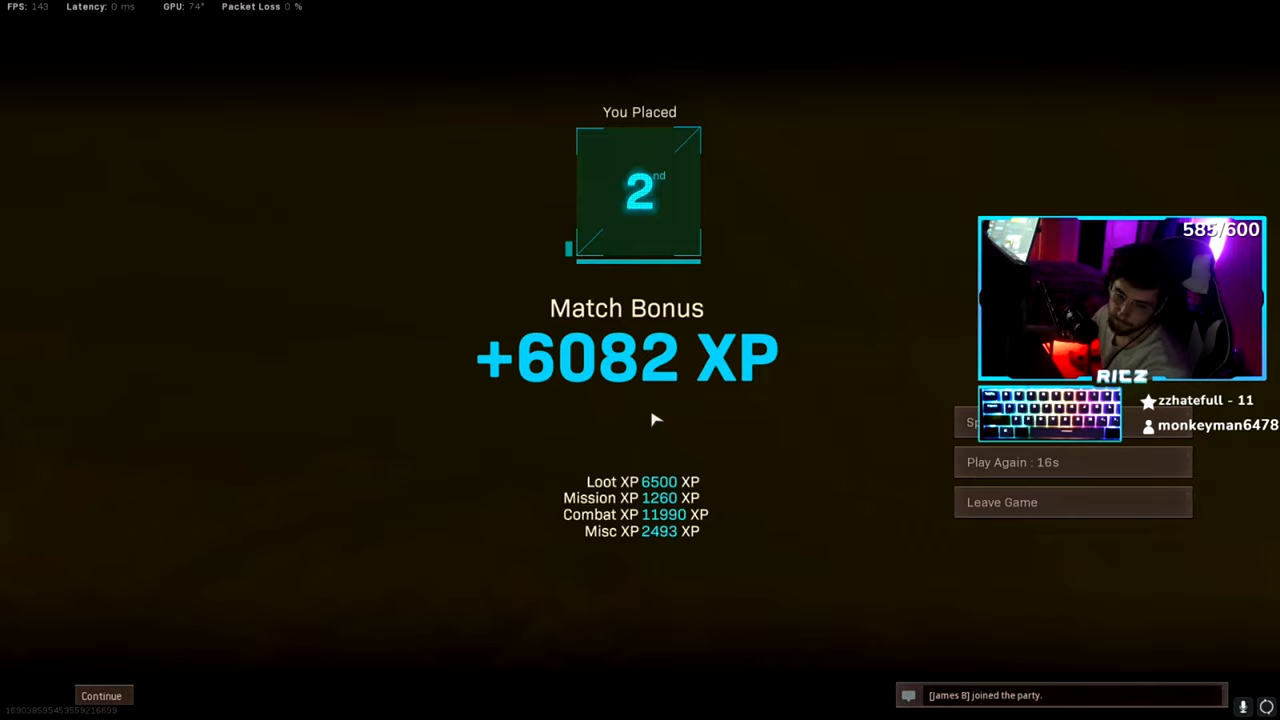 FPS: 143 Latency: 0 ms GPU: 74° Packet Loss 0 %
You Placed
2nd
Match Bonus
+6082 XP
Loot XP 6500 XP
Mission XP 1260 XP
Combat XP 11990 XP
Misc XP 2493 XP
585/600
RITZ
zzhatefull - 11
monkeyman6478
Sp
Play Again : 16s
Leave Game
Continue
[James B] joined the party.